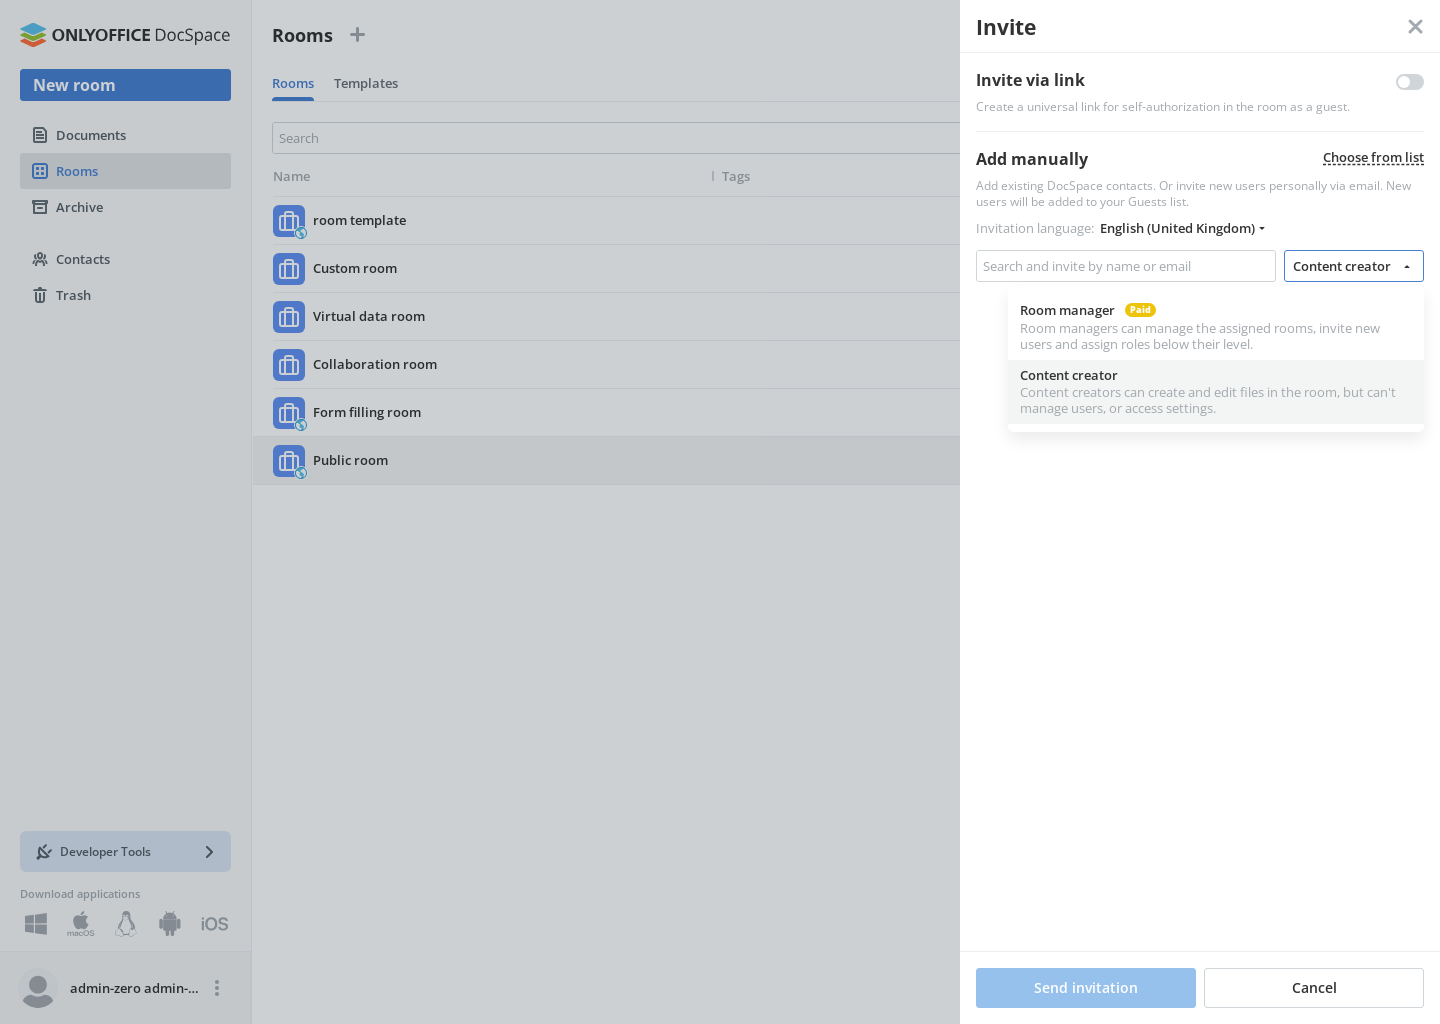 ONLYOFFICE DocSpace
New room
Documents
Rooms
Archive
Contacts
Trash
Developer Tools
Download applications
macOS
iOS
admin-zero admin-...
Rooms
Rooms Templates
Search
Name Tags
room template
Custom room
Virtual data room
Collaboration room
Form filling room
Public room
Invite
Invite via link
Create a universal link for self-authorization in the room as a guest.
Add manually Choose from list
Add existing DocSpace contacts. Or invite new users personally via email. New
users will be added to your Guests list.
Invitation language: English (United Kingdom)
Search and invite by name or email Content creator
Room manager Paid
Room managers can manage the assigned rooms, invite new
users and assign roles below their level.
Content creator
Content creators can create and edit files in the room, but can't
manage users, or access settings.
Send invitation Cancel